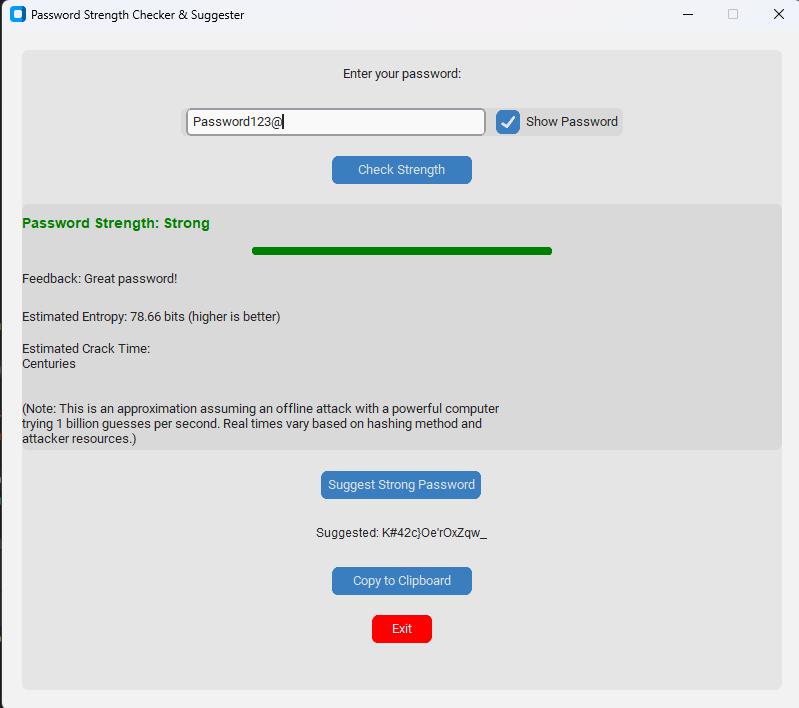 Password Strength Checker & Suggester
Enter your password:
Password123@
Show Password
Check Strength
Password Strength: Strong
Feedback: Great password!
Estimated Entropy: 78.66 bits (higher is better)
Estimated Crack Time:
Centuries
(Note: This is an approximation assuming an offline attack with a powerful computer
trying 1 billion guesses per second. Real times vary based on hashing method and
attacker resources.)
Suggest Strong Password
Suggested: K#42c}Oe'rOxZqw_
Copy to Clipboard
Exit